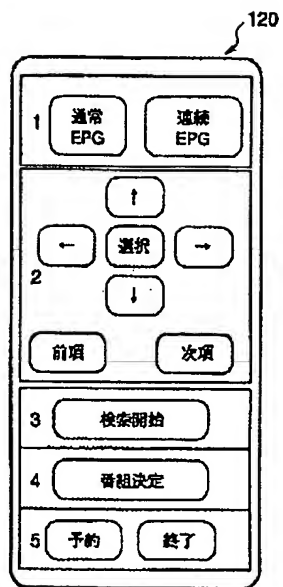 120
1 通常 連続
EPG EPG
↑
← 選択 →
2
↓
前項 次項
3 検索開始
4 番組決定
5 予約 終了